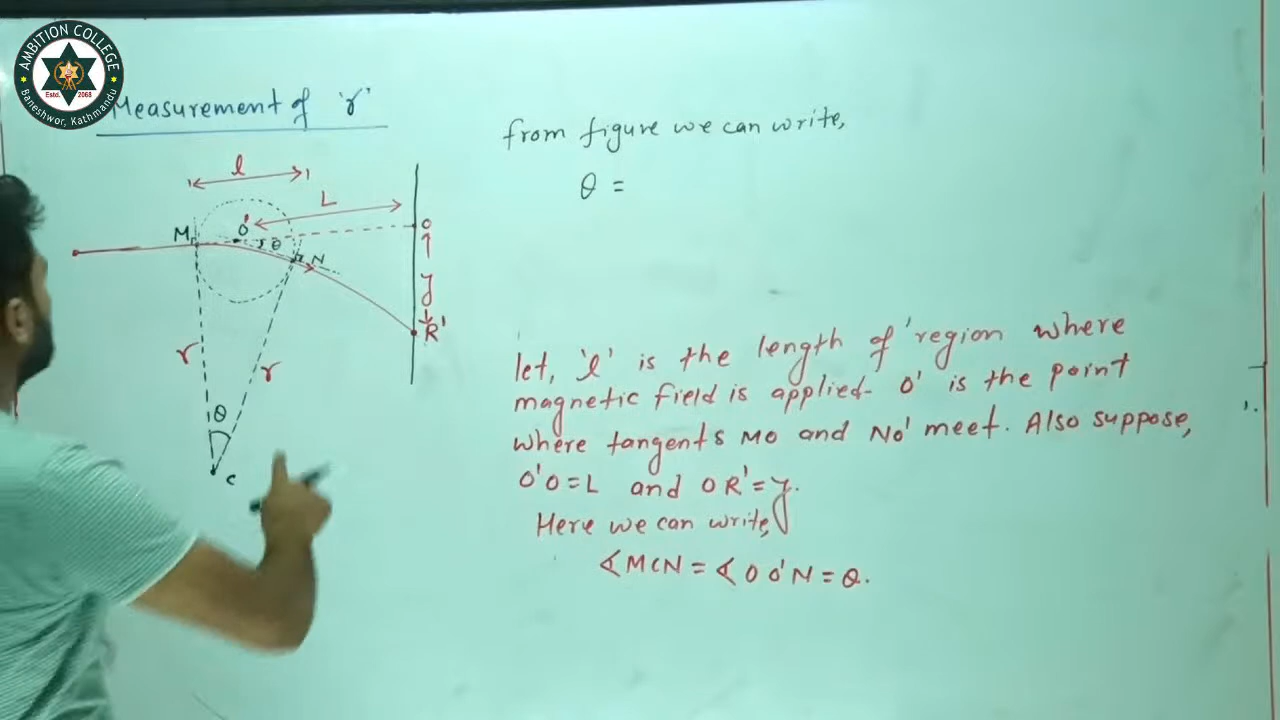 AMBITION COLLEGE
Estd. 2068
Baneshwor, Kathmandu
Measurement of 'r'
l
L
M
O'
θ
N
O
y
R'
r
r
θ
C
from figure we can write,
θ =
let, 'l' is the length of region where
magnetic field is applied. O' is the point
where tangents MO and NO' meet. Also suppose,
O'O = L and OR' = y.
Here we can write,
∢MCN = ∢OO'N = θ.